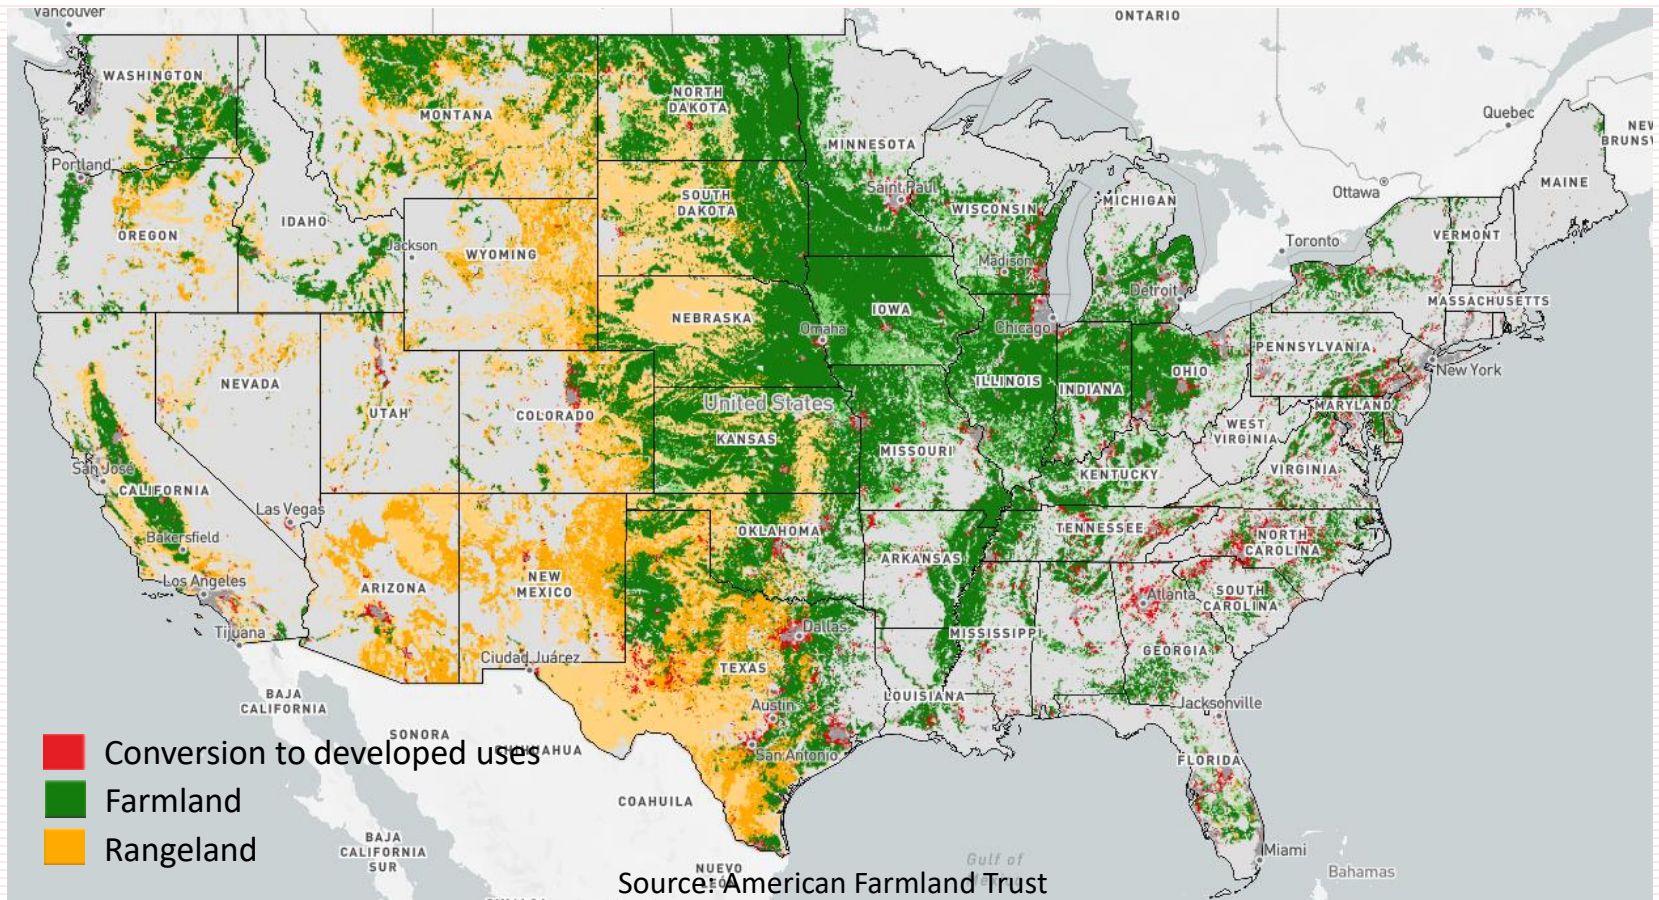 Vancouver
ONTARIO
WASHINGTON
NORTH
DAKOTA
MONTANA
Quebec
NEW
BRUNSW
MINNESOTA
Portland
Saint Paul
Ottawa
MAINE
SOUTH
DAKOTA
WISCONSIN
MICHIGAN
IDAHO
OREGON
Jackson
WYOMING
Toronto
VERMONT
Madison
Detroit
MASSACHUSETTS
NEBRASKA
IOWA
Omaha
Chicago
PENNSYLVANIA
New York
NEVADA
UTAH
COLORADO
United States
ILLINOIS
INDIANA
OHIO
MARYLAND
KANSAS
MISSOURI
WEST
VIRGINIA
San José
CALIFORNIA
KENTUCKY
VIRGINIA
Las Vegas
Bakersfield
OKLAHOMA
TENNESSEE
NORTH
CAROLINA
Los Angeles
ARIZONA
NEW
MEXICO
ARKANSAS
Atlanta
SOUTH
CAROLINA
Tijuana
Dallas
MISSISSIPPI
Ciudad Juárez
TEXAS
GEORGIA
BAJA
CALIFORNIA
Austin
LOUISIANA
Jacksonville
SONORA
CHIHUAHUA
Conversion to developed uses
San Antonio
FLORIDA
Farmland
COAHUILA
Rangeland
BAJA
CALIFORNIA
SUR
Miami
Gulf of
Bahamas
NUEVO
Source: American Farmland Trust